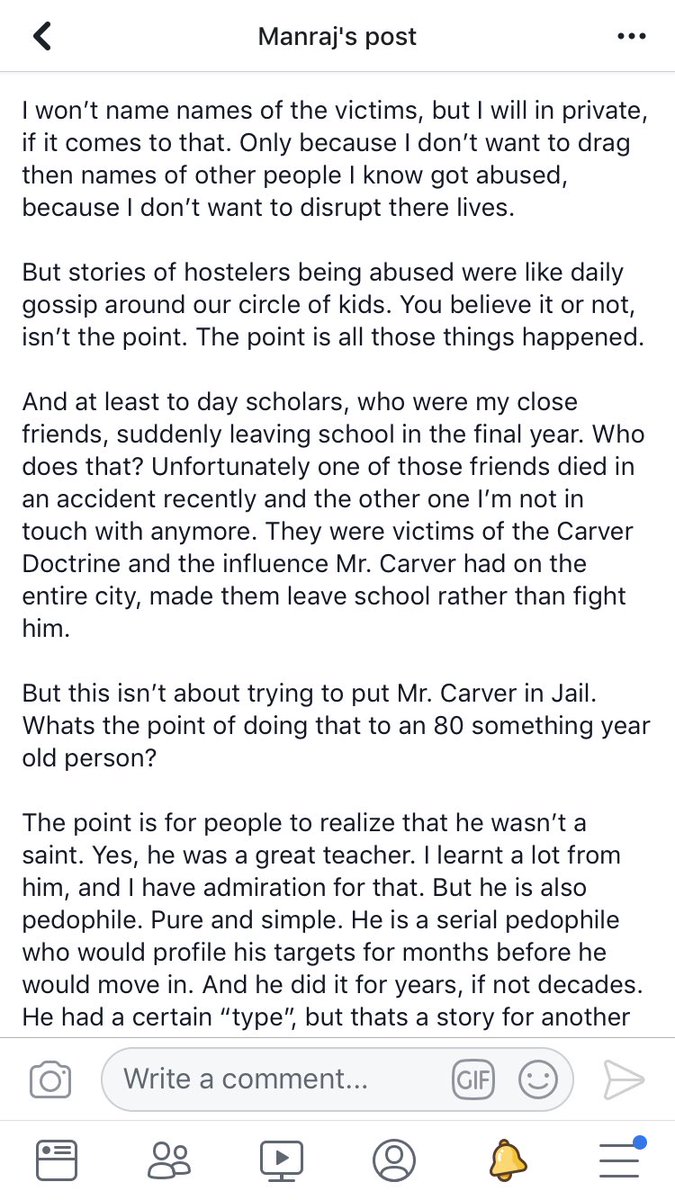 Manraj's post
I won’t name names of the victims, but I will in private,
if it comes to that. Only because I don’t want to drag
then names of other people I know got abused,
because I don’t want to disrupt there lives.
But stories of hostelers being abused were like daily
gossip around our circle of kids. You believe it or not,
isn’t the point. The point is all those things happened.
And at least to day scholars, who were my close
friends, suddenly leaving school in the final year. Who
does that? Unfortunately one of those friends died in
an accident recently and the other one I’m not in
touch with anymore. They were victims of the Carver
Doctrine and the influence Mr. Carver had on the
entire city, made them leave school rather than fight
him.
But this isn’t about trying to put Mr. Carver in Jail.
Whats the point of doing that to an 80 something year
old person?
The point is for people to realize that he wasn’t a
saint. Yes, he was a great teacher. I learnt a lot from
him, and I have admiration for that. But he is also
pedophile. Pure and simple. He is a serial pedophile
who would profile his targets for months before he
would move in. And he did it for years, if not decades.
He had a certain “type”, but thats a story for another
Write a comment...
GIF